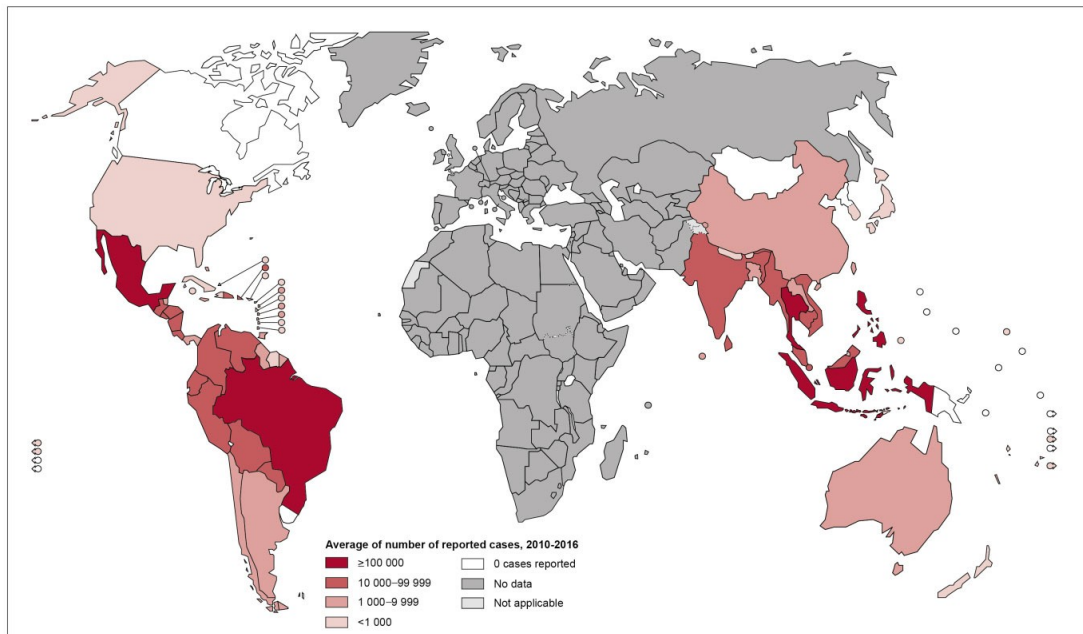 Average of number of reported cases, 2010-2016
≥100 000
10 000–99 999
1 000–9 999
<1 000
0 cases reported
No data
Not applicable